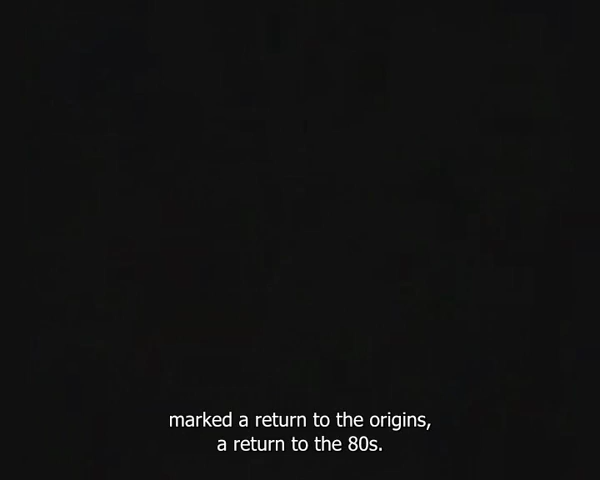 marked a return to the origins,
a return to the 80s.